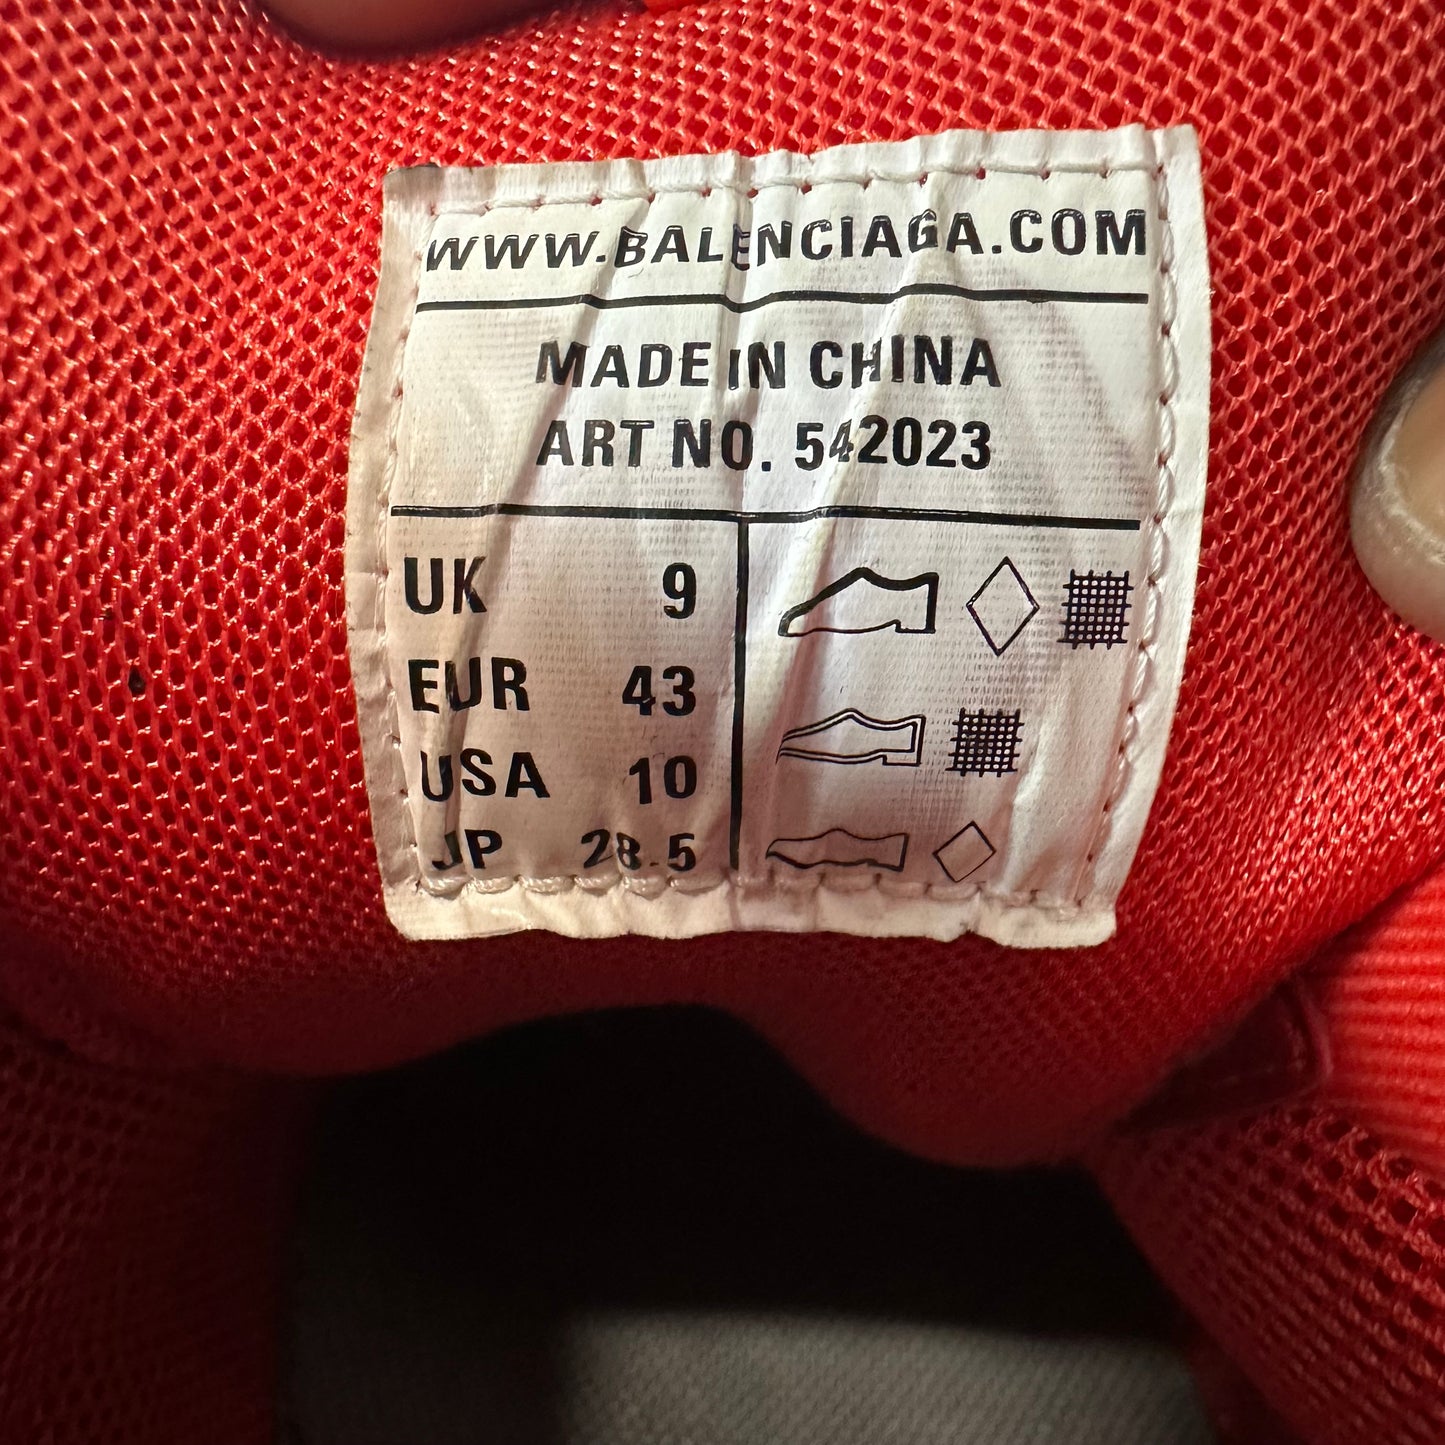 WWW.BALENCIAGA.COM
MADE IN CHINA
ART NO. 542023
UK 9
EUR 43
USA 10
JP 28.5